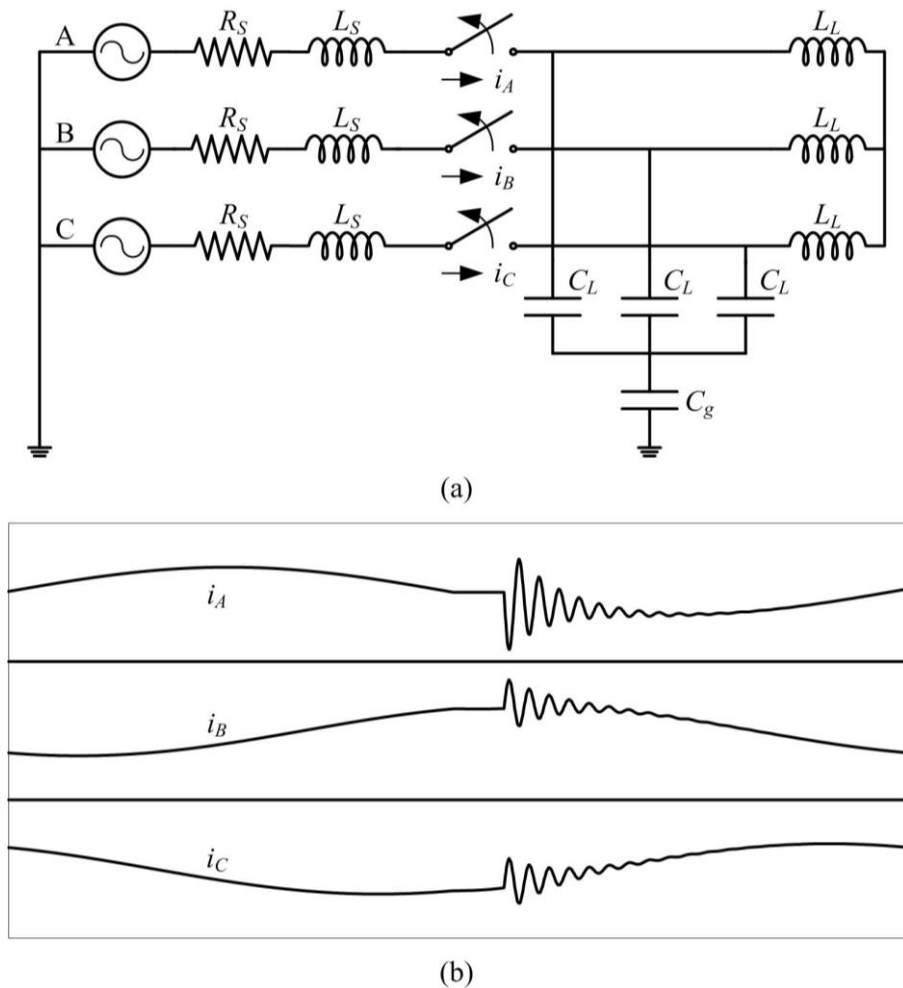 A R_S L_S i_A L_L
B R_S L_S i_B L_L
C R_S L_S i_C L_L
C_L C_L C_L
C_g
(a)
i_A
i_B
i_C
(b)